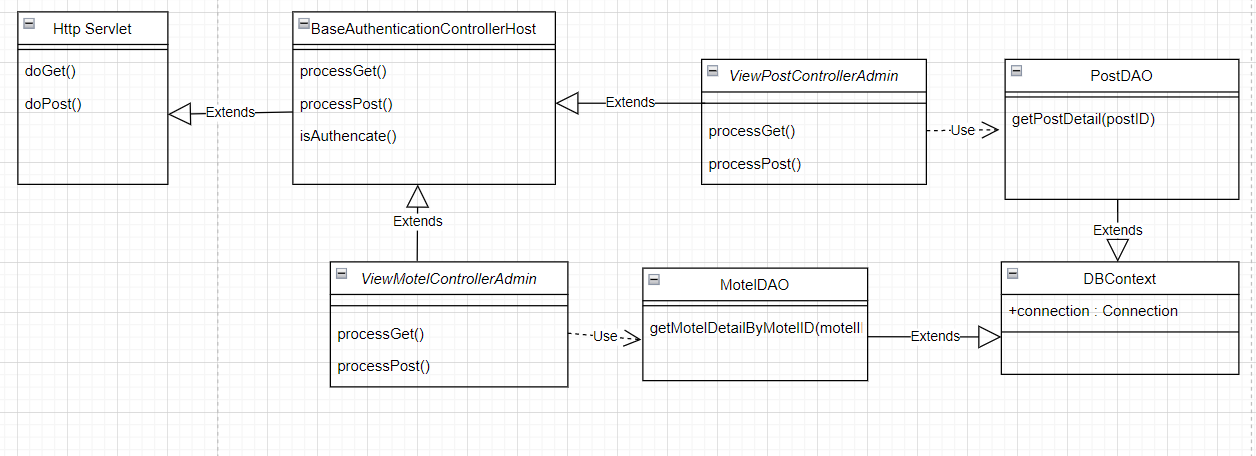 Http Servlet
doGet()
doPost()
Extends
BaseAuthenticationControllerHost
processGet()
processPost()
isAuthencate()
Extends
ViewPostControllerAdmin
processGet()
processPost()
Use
PostDAO
getPostDetail(postID)
Extends
Extends
ViewMotelControllerAdmin
processGet()
processPost()
Use
MotelDAO
getMotelDetailByMotelID(motelI
Extends
DBContext
+connection : Connection